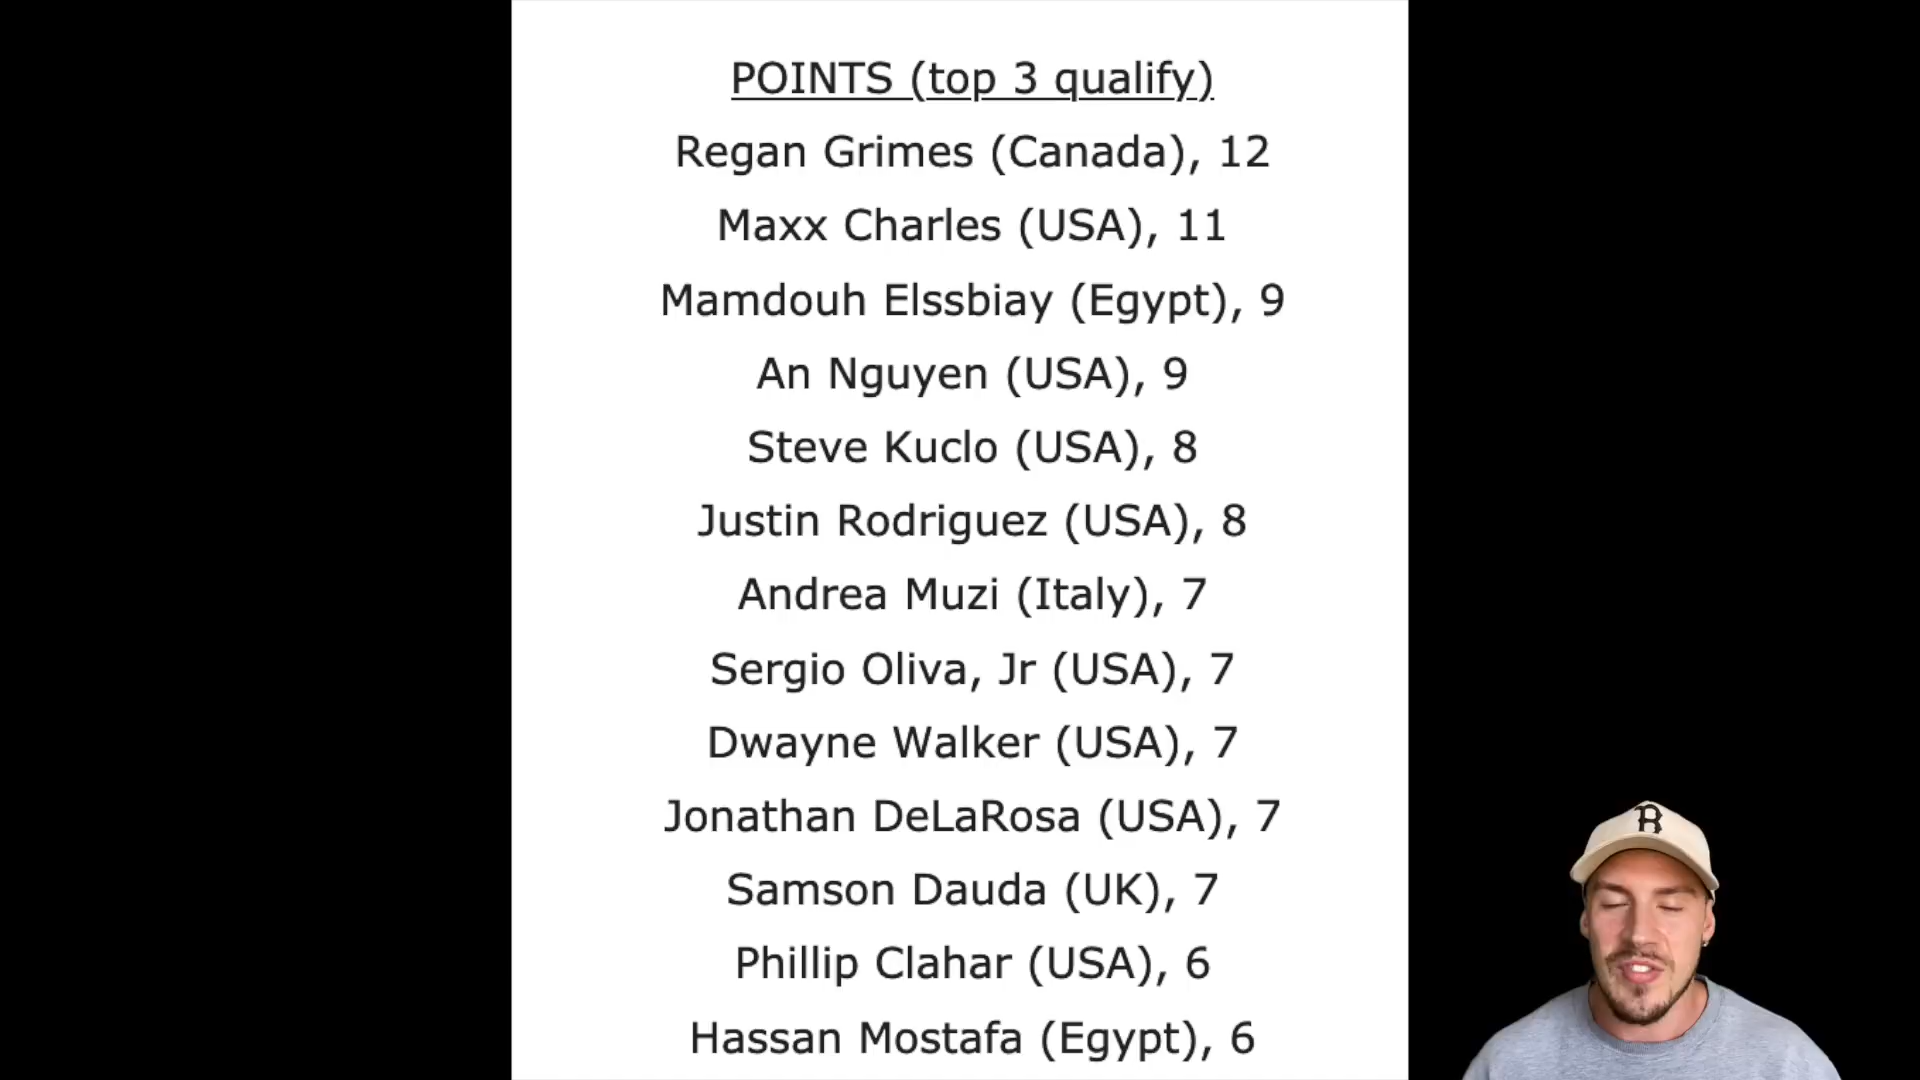 POINTS (top 3 qualify)
Regan Grimes (Canada), 12
Maxx Charles (USA), 11
Mamdouh Elssbiay (Egypt), 9
An Nguyen (USA), 9
Steve Kuclo (USA), 8
Justin Rodriguez (USA), 8
Andrea Muzi (Italy), 7
Sergio Oliva, Jr (USA), 7
Dwayne Walker (USA), 7
Jonathan DeLaRosa (USA), 7
Samson Dauda (UK), 7
Phillip Clahar (USA), 6
Hassan Mostafa (Egypt), 6
B